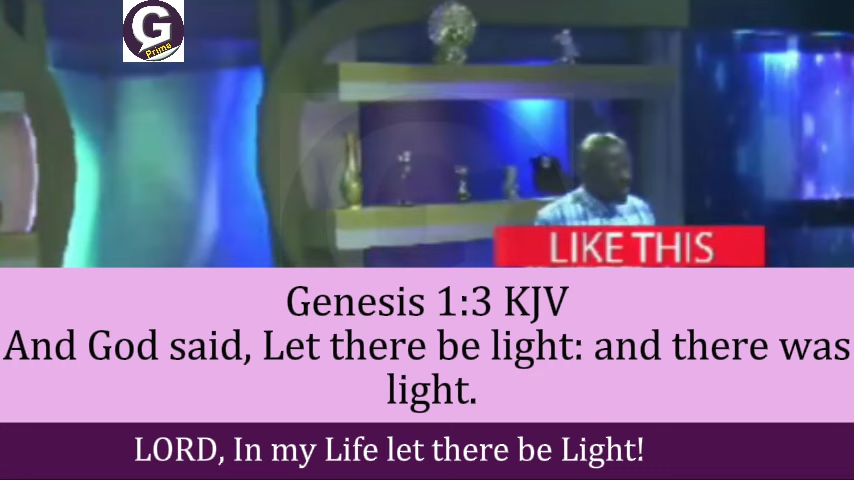 G
Prime
LIKE THIS
Genesis 1:3 KJV
And God said, Let there be light: and there was
light.
LORD, In my Life let there be Light!